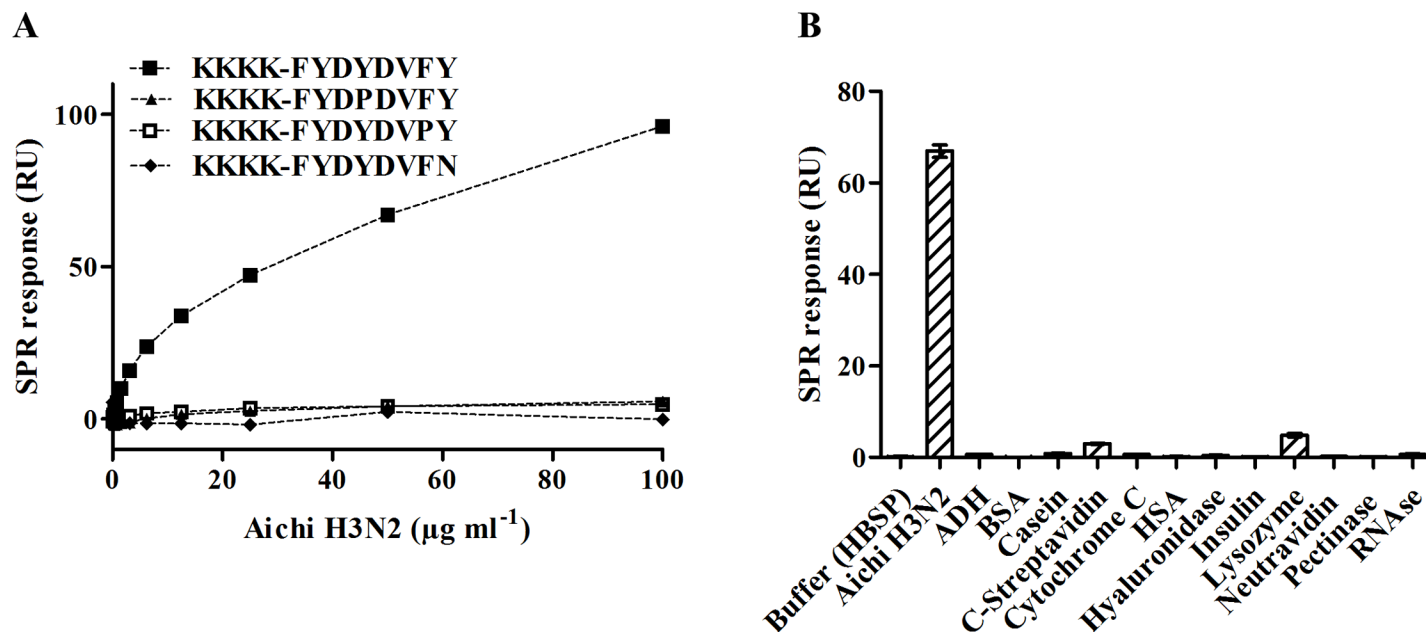 A
KKKK-FYDYDVFY
KKKK-FYDPDVFY
KKKK-FYDYDVPY
KKKK-FYDYDVFN
100
50
0
SPR response (RU)
0
20
40
60
80
100
Aichi H3N2 (µg ml⁻¹)
B
80
60
40
20
0
SPR response (RU)
Buffer (HBSP)
Aichi H3N2
ADH
BSA
Casein
C-Streptavidin
Cytochrome C
HSA
Hyaluronidase
Insulin
Lysozyme
Neutravidin
Pectinase
RNAse